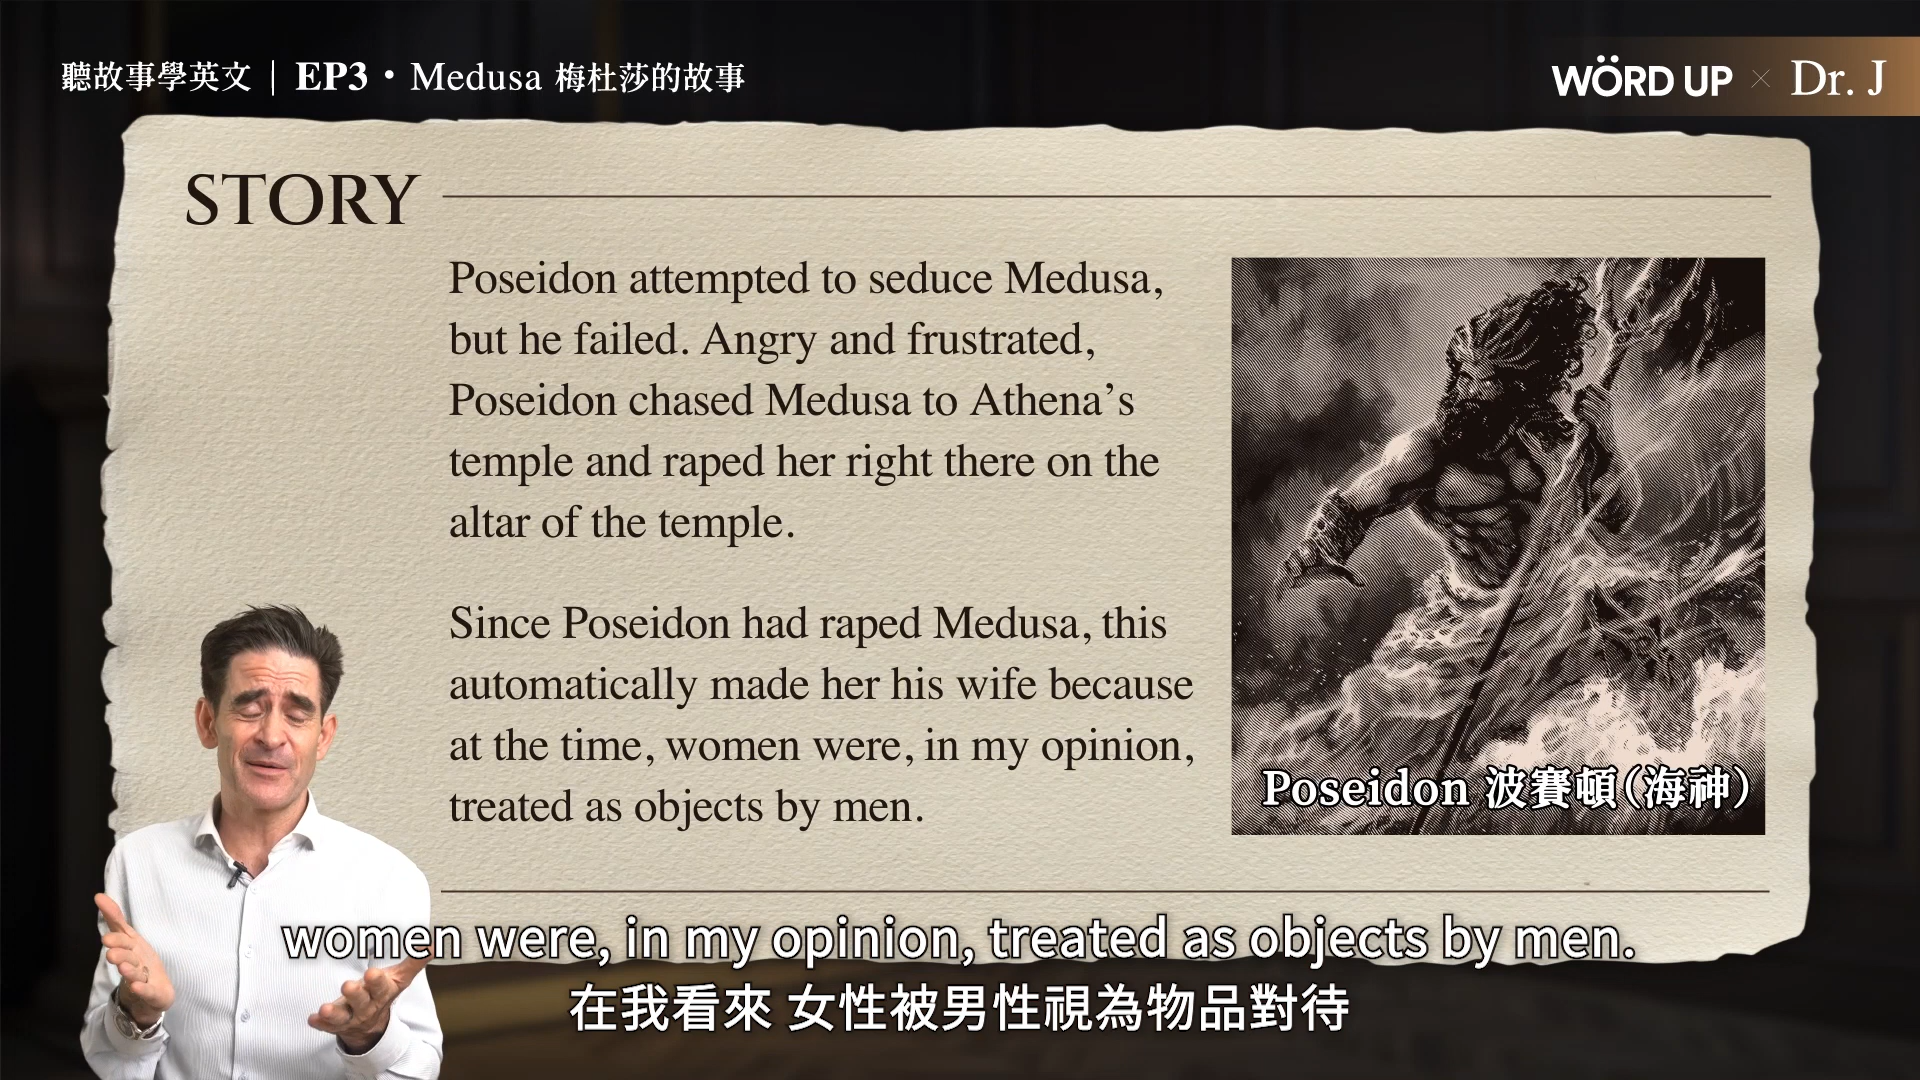 聽故事學英文 | EP3・Medusa 梅杜莎的故事
WÖRD UP × Dr. J
STORY
Poseidon attempted to seduce Medusa,
but he failed. Angry and frustrated,
Poseidon chased Medusa to Athena’s
temple and raped her right there on the
altar of the temple.
Since Poseidon had raped Medusa, this
automatically made her his wife because
at the time, women were, in my opinion,
treated as objects by men.
Poseidon 波賽頓(海神)
women were, in my opinion, treated as objects by men.
在我看來 女性被男性視為物品對待